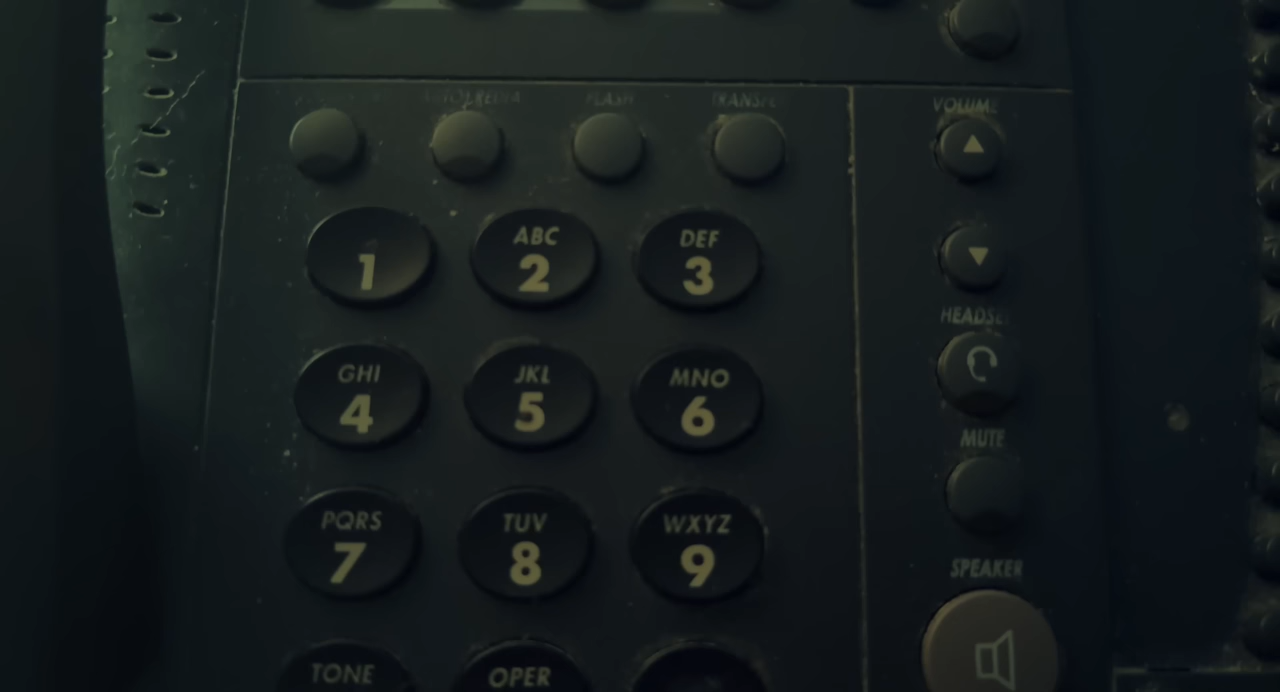 FLASH
VOLUME
1
ABC
2
DEF
3
HEADSET
GHI
4
JKL
5
MNO
6
MUTE
PQRS
7
TUV
8
WXYZ
9
SPEAKER
TONE
OPER